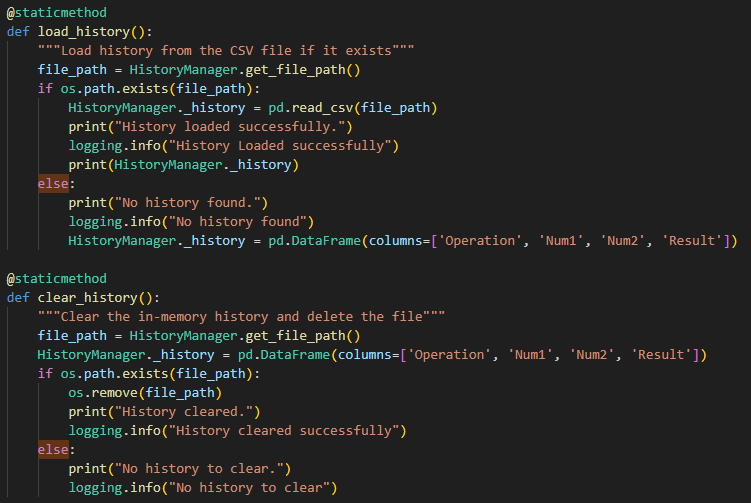 @staticmethod
def load_history():
    """Load history from the CSV file if it exists"""
    file_path = HistoryManager.get_file_path()
    if os.path.exists(file_path):
        HistoryManager._history = pd.read_csv(file_path)
        print("History loaded successfully.")
        logging.info("History Loaded successfully")
        print(HistoryManager._history)
    else:
        print("No history found.")
        logging.info("No history found")
        HistoryManager._history = pd.DataFrame(columns=['Operation', 'Num1', 'Num2', 'Result'])

@staticmethod
def clear_history():
    """Clear the in-memory history and delete the file"""
    file_path = HistoryManager.get_file_path()
    HistoryManager._history = pd.DataFrame(columns=['Operation', 'Num1', 'Num2', 'Result'])
    if os.path.exists(file_path):
        os.remove(file_path)
        print("History cleared.")
        logging.info("History cleared successfully")
    else:
        print("No history to clear.")
        logging.info("No history to clear")